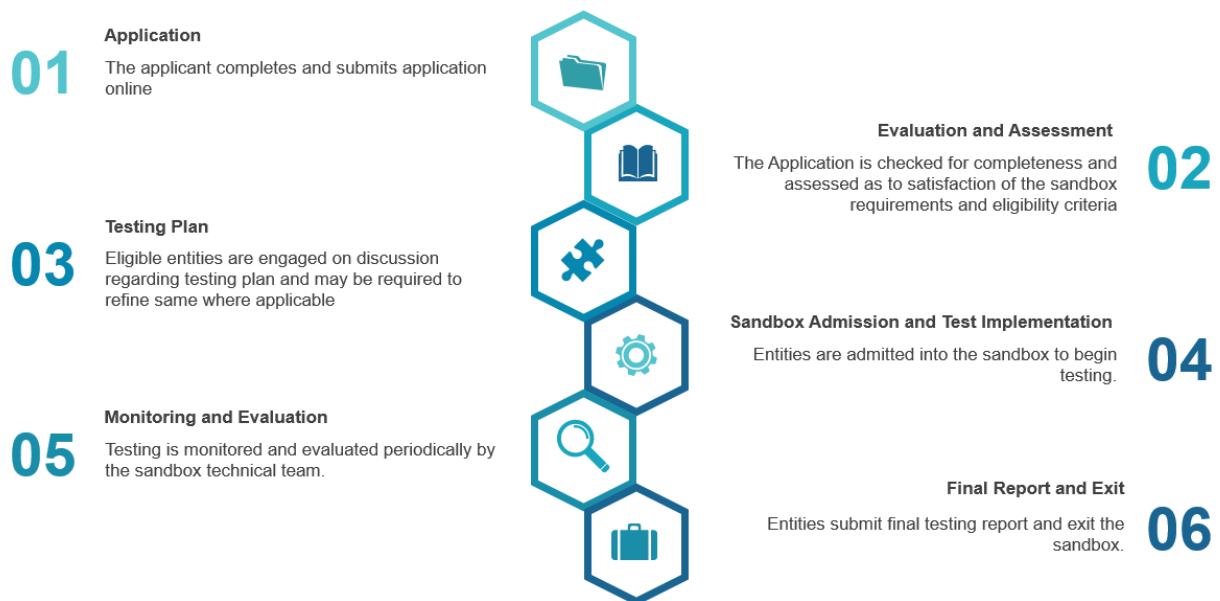 01
Application
The applicant completes and submits application
online
02
Evaluation and Assessment
The Application is checked for completeness and
assessed as to satisfaction of the sandbox
requirements and eligibility criteria
03
Testing Plan
Eligible entities are engaged on discussion
regarding testing plan and may be required to
refine same where applicable
04
Sandbox Admission and Test Implementation
Entities are admitted into the sandbox to begin
testing.
05
Monitoring and Evaluation
Testing is monitored and evaluated periodically by
the sandbox technical team.
06
Final Report and Exit
Entities submit final testing report and exit the
sandbox.